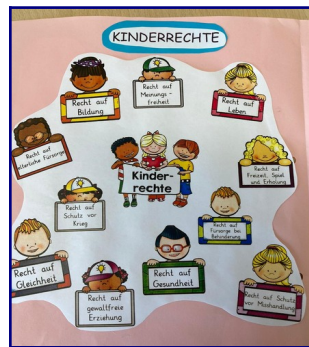 KINDERRECHTE
Recht auf
Bildung
Recht auf
Meinungs-
freiheit
Recht auf
Leben
Recht auf
elterliche Fürsorge
Kinder-
rechte
Recht auf
Freizeit, Spiel
und Erholung
Recht auf
Schutz vor
Krieg
Recht auf
Fürsorge bei
Behinderung
Recht auf
Gleichheit
Recht auf
gewaltfreie
Erziehung
Recht auf
Gesundheit
Recht auf Schutz
vor Misshandlung